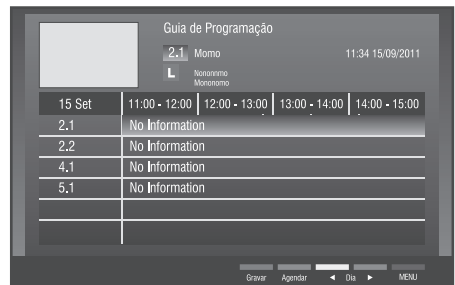 Guia de Programação
2.1 Momo 11:34 15/09/2011
L Nononnmo
Mononomo
15 Set 11:00 - 12:00 12:00 - 13:00 13:00 - 14:00 14:00 - 15:00
2.1 No Information
2.2 No Information
4.1 No Information
5.1 No Information
Gravar Agendar ◄ Dia ► MENU